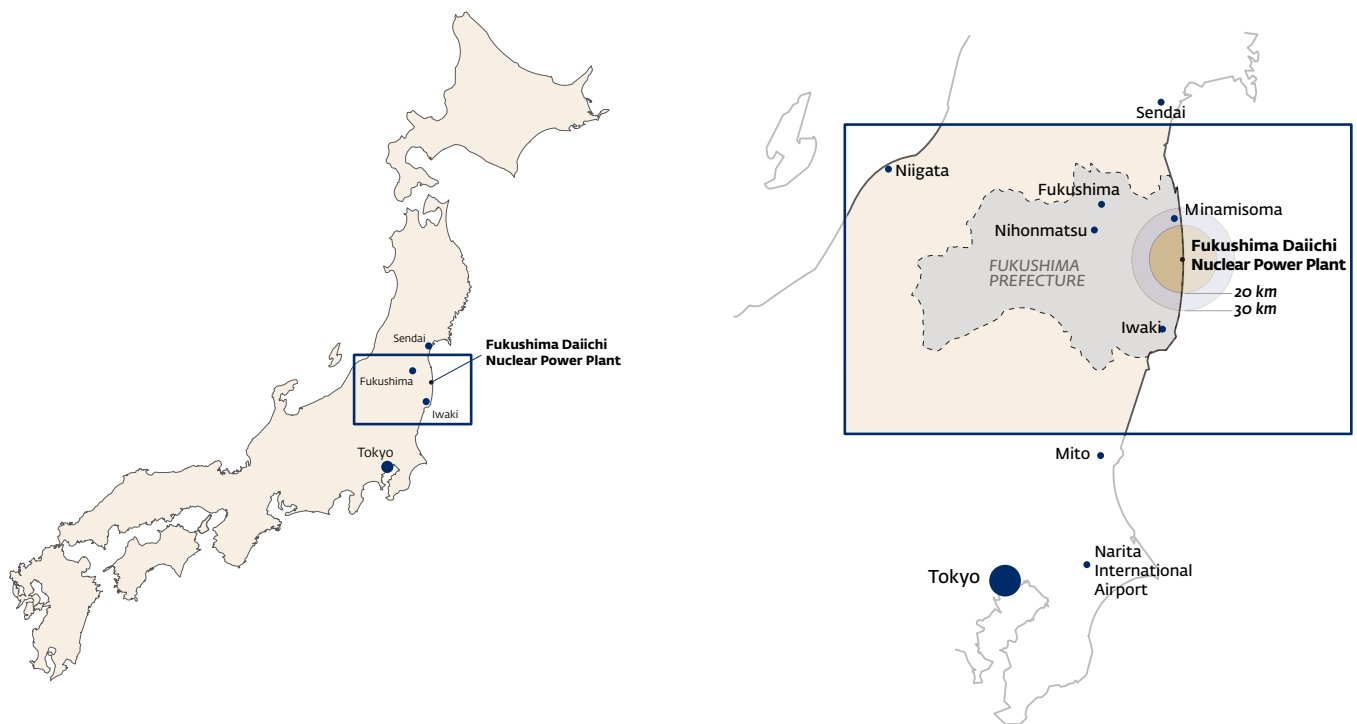 Sendai
Fukushima Daiichi
Nuclear Power Plant
Fukushima
Iwaki
Tokyo
Sendai
Niigata
Fukushima
Minamisoma
Nihonmatsu
Fukushima Daiichi
Nuclear Power Plant
FUKUSHIMA
PREFECTURE
20 km
30 km
Iwaki
Mito
Narita
International
Airport
Tokyo